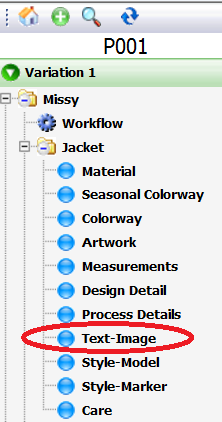 P001
Variation 1
Missy
Workflow
Jacket
Material
Seasonal Colorway
Colorway
Artwork
Measurements
Design Detail
Process Details
Text-Image
Style-Model
Style-Marker
Care